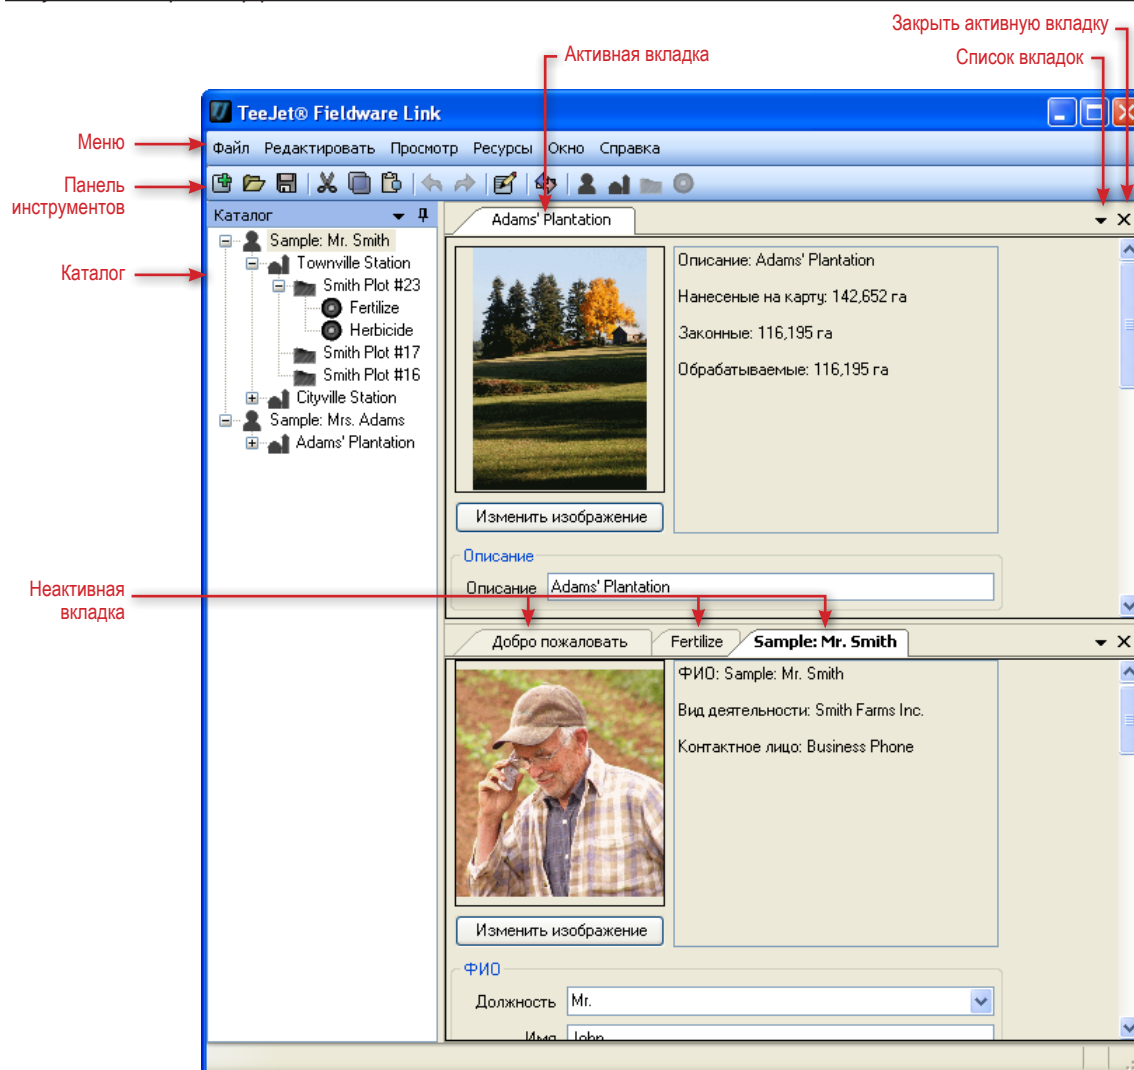 Закрыть активную вкладку
Активная вкладка
Список вкладок
TeeJet® Fieldware Link
Меню
Файл Редактировать Просмотр Ресурсы Окно Справка
Панель
инструментов
Каталог
Adams' Plantation
Sample: Mr. Smith
Townville Station
Smith Plot #23
Fertilize
Herbicide
Smith Plot #17
Smith Plot #16
Cityville Station
Sample: Mrs. Adams
Adams' Plantation
Каталог
Описание: Adams' Plantation
Нанесеные на карту: 142,652 га
Законные: 116,195 га
Обрабатываемые: 116,195 га
Изменить изображение
Описание
Описание Adams' Plantation
Неактивная
вкладка
Добро пожаловать Fertilize Sample: Mr. Smith
ФИО: Sample: Mr. Smith
Вид деятельности: Smith Farms Inc.
Контактное лицо: Business Phone
Изменить изображение
ФИО
Должность Mr.
Имя John